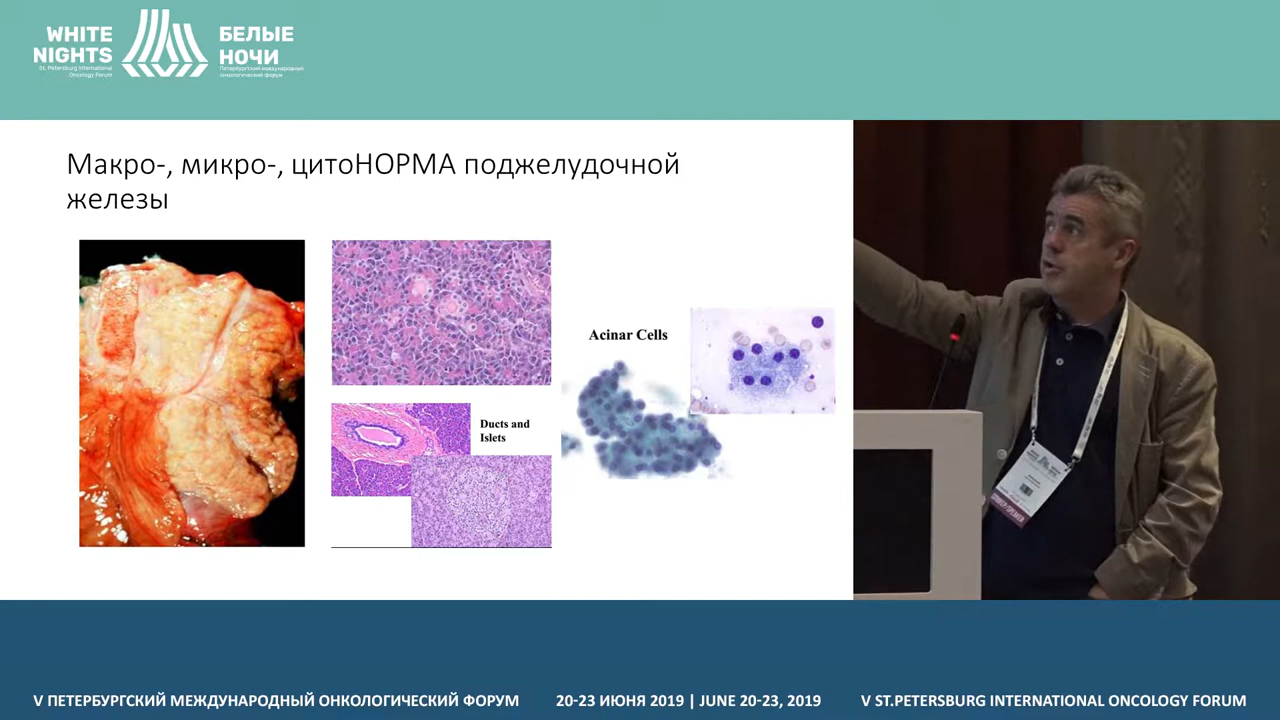 WHITE
NIGHTS
St. Petersburg International
Oncology Forum
БЕЛЫЕ
НОЧИ
Петербургский международный
онкологический форум
Макро-, микро-, цитоНОРМА поджелудочной
железы
Acinar Cells
Ducts and
Islets
V ПЕТЕРБУРГСКИЙ МЕЖДУНАРОДНЫЙ ОНКОЛОГИЧЕСКИЙ ФОРУМ
20-23 ИЮНЯ 2019 | JUNE 20-23, 2019
V ST.PETERSBURG INTERNATIONAL ONCOLOGY FORUM